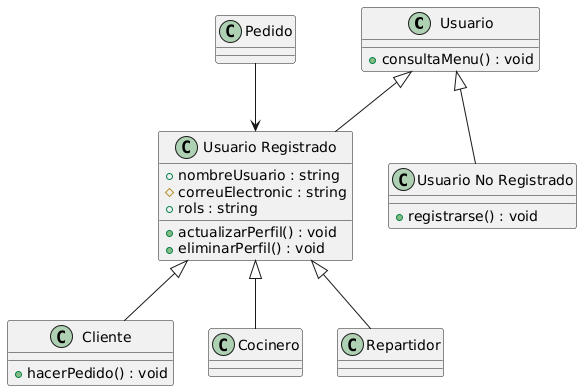 C Pedido
C Usuario
consultaMenu() : void
C Usuario Registrado
nombreUsuario : string
correuElectronic : string
rols : string
actualizarPerfil() : void
eliminarPerfil() : void
C Usuario No Registrado
registrarse() : void
C Cliente
hacerPedido() : void
C Cocinero
C Repartidor